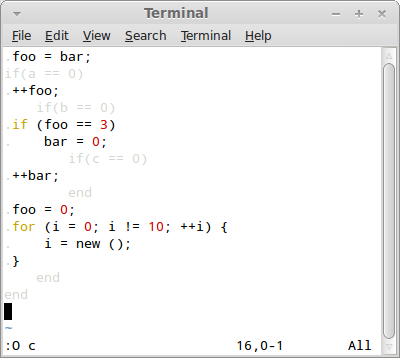 Terminal
File Edit View Search Terminal Help
.foo = bar;
if(a == 0)
.++foo;
    if(b == 0)
.if (foo == 3)
.    bar = 0;
        if(c == 0)
.++bar;
        end
.foo = 0;
.for (i = 0; i != 10; ++i) {
.    i = new ();
.}
    end
end
~
:O c 16,0-1 All